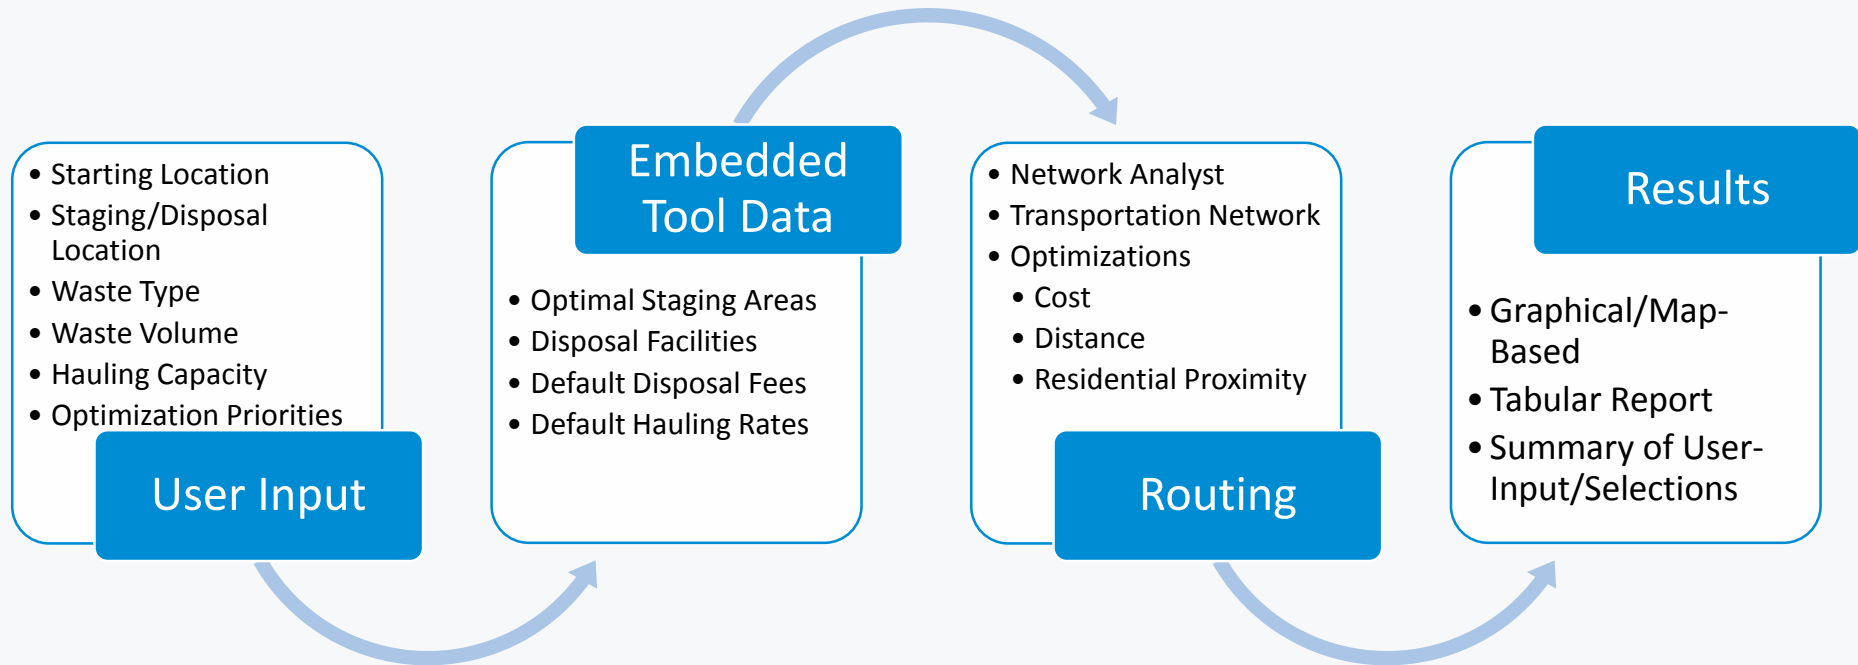 • Starting Location
• Staging/Disposal
Location
• Waste Type
• Waste Volume
• Hauling Capacity
• Optimization Priorities
User Input
Embedded
Tool Data
• Optimal Staging Areas
• Disposal Facilities
• Default Disposal Fees
• Default Hauling Rates
• Network Analyst
• Transportation Network
• Optimizations
• Cost
• Distance
• Residential Proximity
Routing
Results
• Graphical/Map-
Based
• Tabular Report
• Summary of User-
Input/Selections